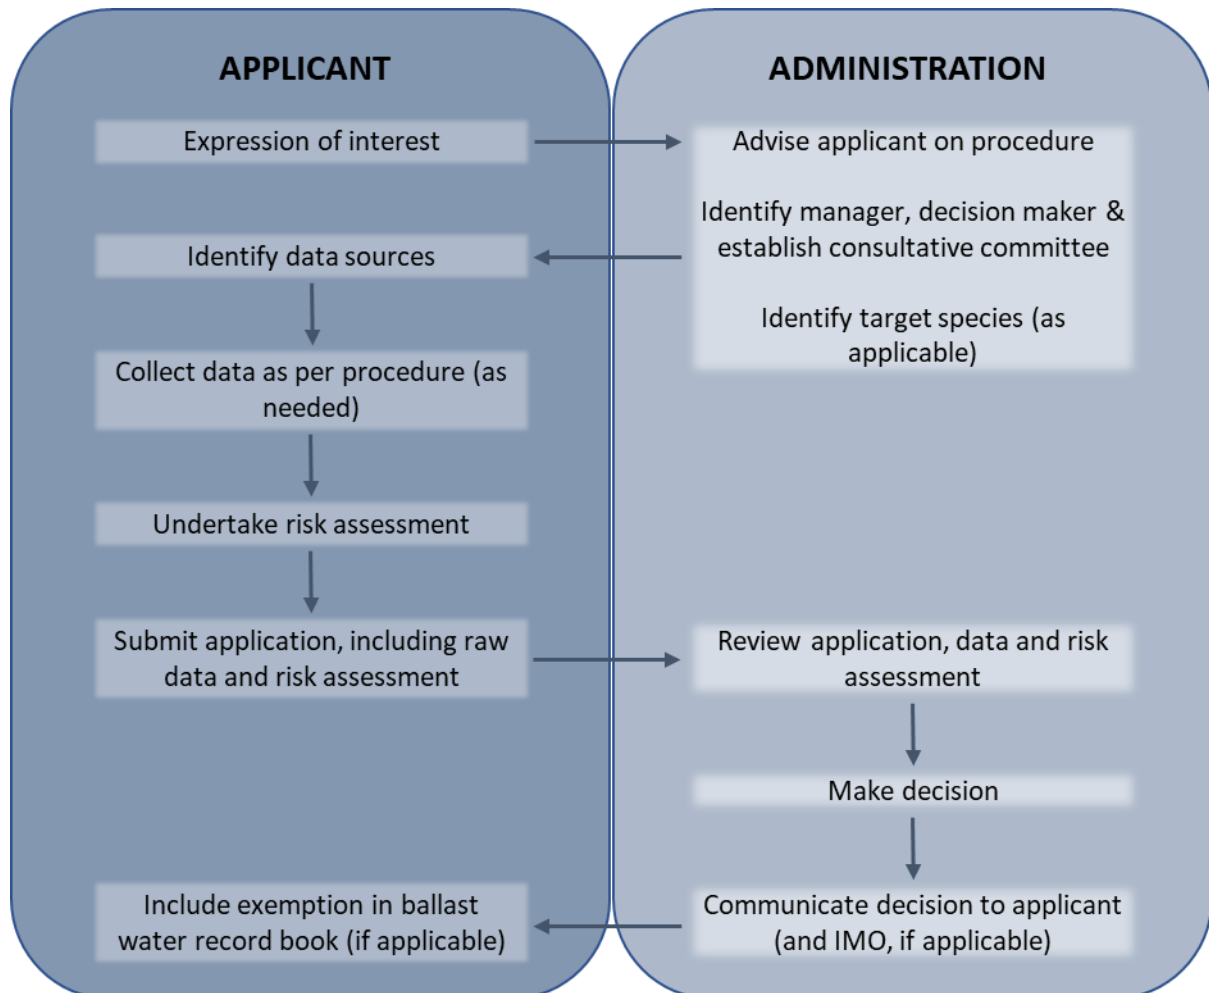 APPLICANT
Expression of interest
Identify data sources
Collect data as per procedure (as
needed)
Undertake risk assessment
Submit application, including raw
data and risk assessment
Include exemption in ballast
water record book (if applicable)
ADMINISTRATION
Advise applicant on procedure
Identify manager, decision maker &
establish consultative committee
Identify target species (as
applicable)
Review application, data and risk
assessment
Make decision
Communicate decision to applicant
(and IMO, if applicable)